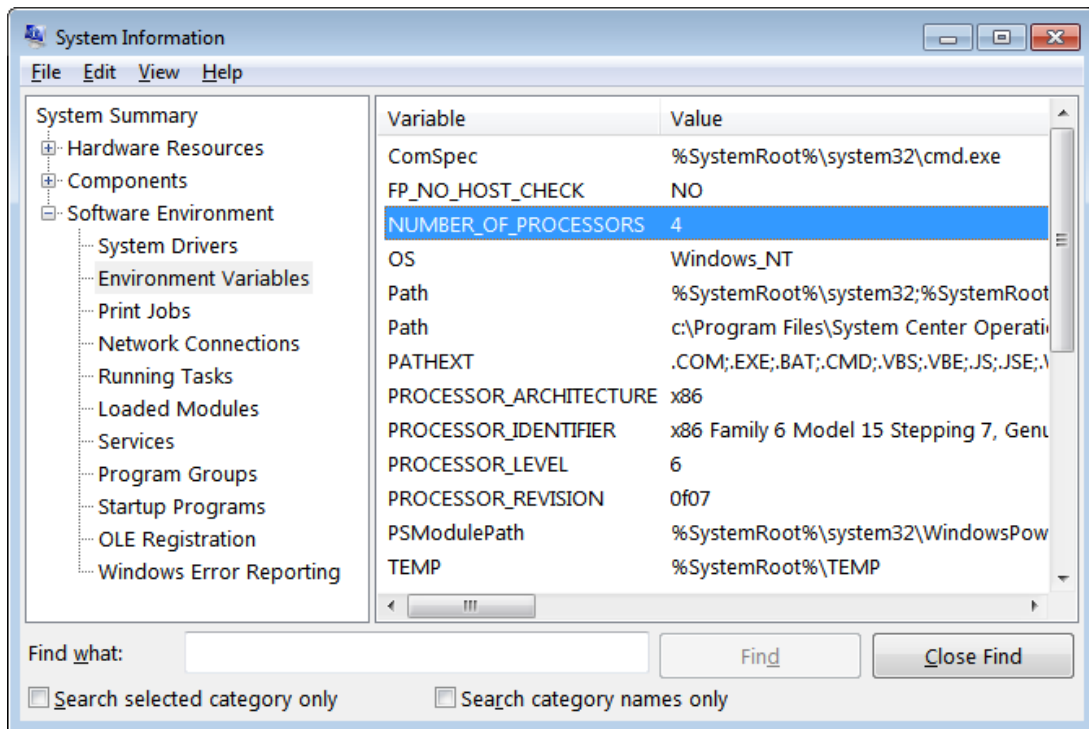 System Information
File Edit View Help
System Summary
Hardware Resources
Components
Software Environment
System Drivers
Environment Variables
Print Jobs
Network Connections
Running Tasks
Loaded Modules
Services
Program Groups
Startup Programs
OLE Registration
Windows Error Reporting
Variable Value
ComSpec %SystemRoot%\system32\cmd.exe
FP_NO_HOST_CHECK NO
NUMBER_OF_PROCESSORS 4
OS Windows_NT
Path %SystemRoot%\system32;%SystemRoot
Path c:\Program Files\System Center Operati
PATHEXT .COM;.EXE;.BAT;.CMD;.VBS;.VBE;.JS;.JSE;.
PROCESSOR_ARCHITECTURE x86
PROCESSOR_IDENTIFIER x86 Family 6 Model 15 Stepping 7, Genu
PROCESSOR_LEVEL 6
PROCESSOR_REVISION 0f07
PSModulePath %SystemRoot%\system32\WindowsPow
TEMP %SystemRoot%\TEMP
Find what: Find Close Find
Search selected category only Search category names only